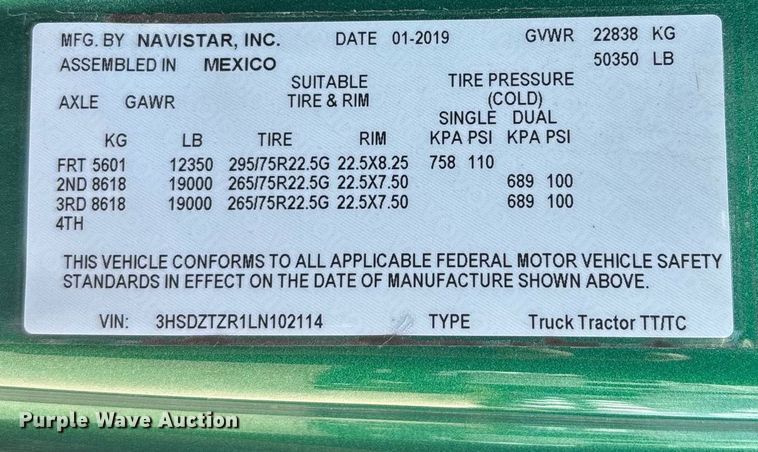 MFG. BY NAVISTAR, INC. DATE 01-2019 GVWR 22838 KG
ASSEMBLED IN MEXICO 50350 LB
SUITABLE TIRE PRESSURE
AXLE GAWR TIRE & RIM (COLD)
SINGLE DUAL
KG LB TIRE RIM KPA PSI KPA PSI
FRT 5601 12350 295/75R22.5G 22.5X8.25 758 110
2ND 8618 19000 265/75R22.5G 22.5X7.50 689 100
3RD 8618 19000 265/75R22.5G 22.5X7.50 689 100
4TH
THIS VEHICLE CONFORMS TO ALL APPLICABLE FEDERAL MOTOR VEHICLE SAFETY
STANDARDS IN EFFECT ON THE DATE OF MANUFACTURE SHOWN ABOVE.
VIN: 3HSDZTZR1LN102114 TYPE Truck Tractor TT/TC
Purple Wave Auction